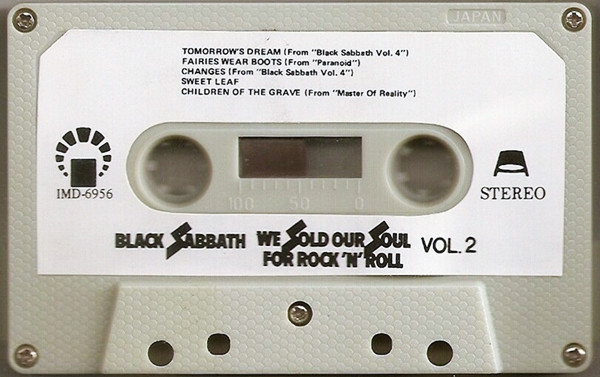 JAPAN
TOMORROW'S DREAM (From "Black Sabbath Vol. 4")
FAIRIES WEAR BOOTS (From "Paranoid")
CHANGES (From "Black Sabbath Vol. 4")
SWEET LEAF
CHILDREN OF THE GRAVE (From "Master Of Reality")
IMD-6956
100 50 0
STEREO
BLACK SABBATH WE SOLD OUR SOUL
FOR ROCK 'N' ROLL
VOL. 2